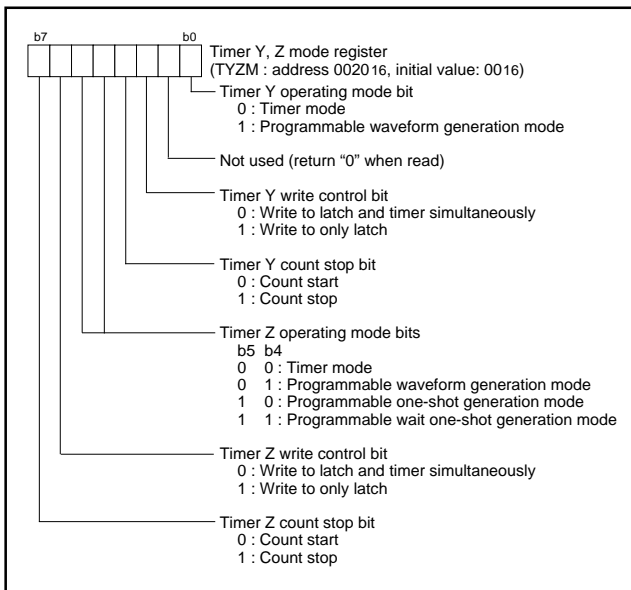 b7 b0
Timer Y, Z mode register
(TYZM : address 002016, initial value: 0016)
Timer Y operating mode bit
0 : Timer mode
1 : Programmable waveform generation mode
Not used (return “0” when read)
Timer Y write control bit
0 : Write to latch and timer simultaneously
1 : Write to only latch
Timer Y count stop bit
0 : Count start
1 : Count stop
Timer Z operating mode bits
b5 b4
0 0 : Timer mode
0 1 : Programmable waveform generation mode
1 0 : Programmable one-shot generation mode
1 1 : Programmable wait one-shot generation mode
Timer Z write control bit
0 : Write to latch and timer simultaneously
1 : Write to only latch
Timer Z count stop bit
0 : Count start
1 : Count stop